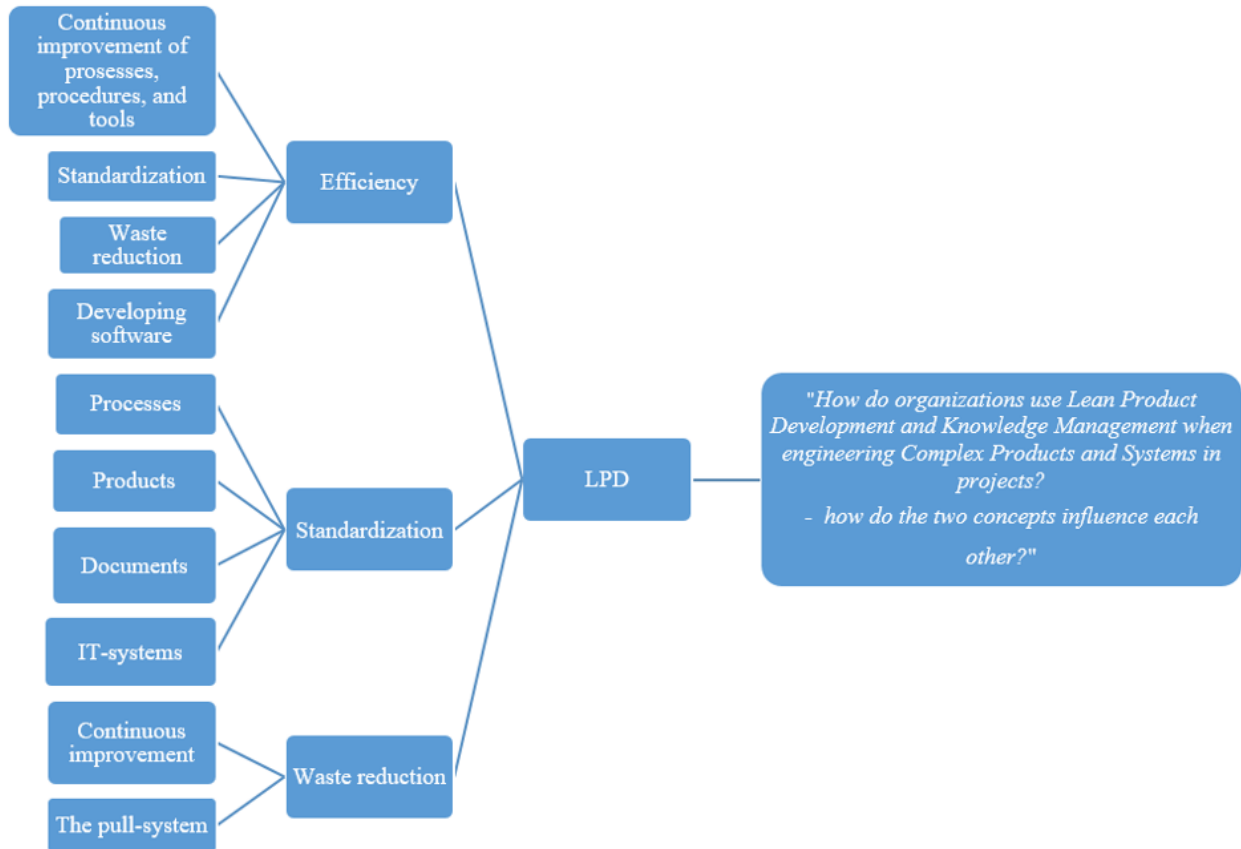 Continuous
improvement of
prosesses,
procedures, and
tools
Standardization
Waste
reduction
Developing
software
Processes
Products
Documents
IT-systems
Continuous
improvement
The pull-system
Efficiency
Standardization
Waste reduction
LPD
"How do organizations use Lean Product
Development and Knowledge Management when
engineering Complex Products and Systems in
projects?
- how do the two concepts influence each
other?"